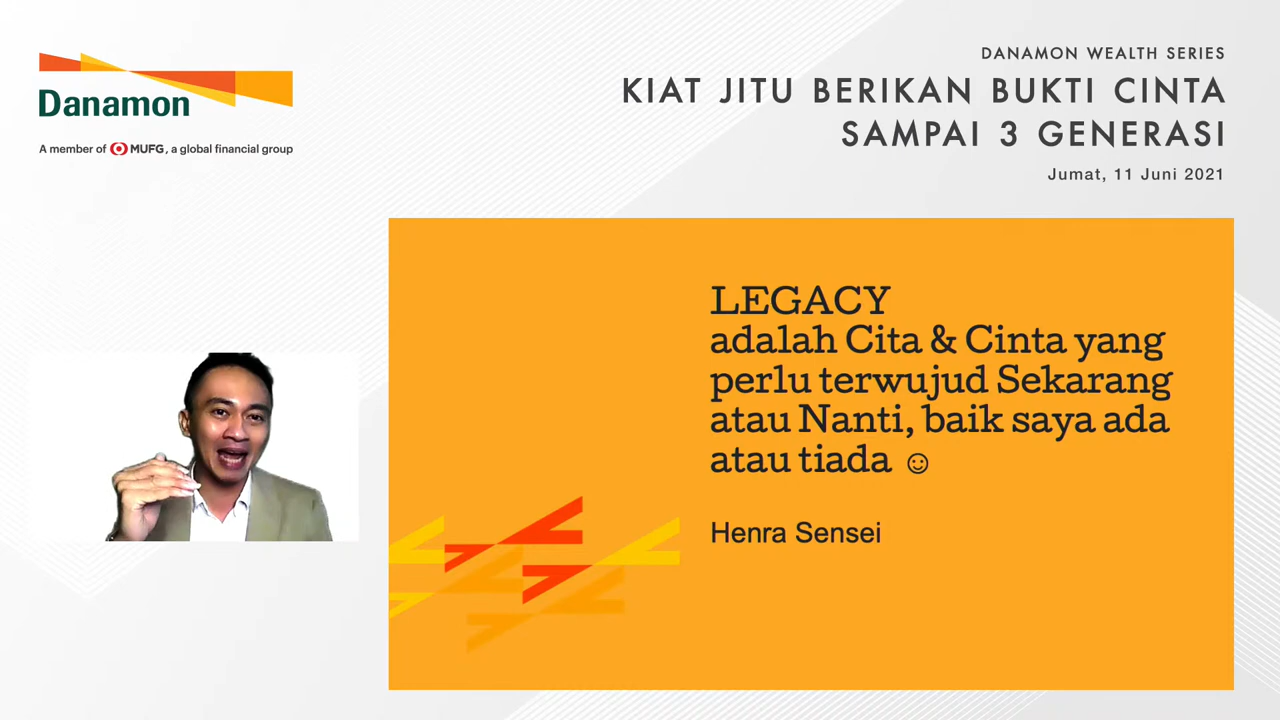 Danamon
A member of MUFG, a global financial group
DANAMON WEALTH SERIES
KIAT JITU BERIKAN BUKTI CINTA
SAMPAI 3 GENERASI
Jumat, 11 Juni 2021
LEGACY
adalah Cita & Cinta yang
perlu terwujud Sekarang
atau Nanti, baik saya ada
atau tiada ☺
Henra Sensei